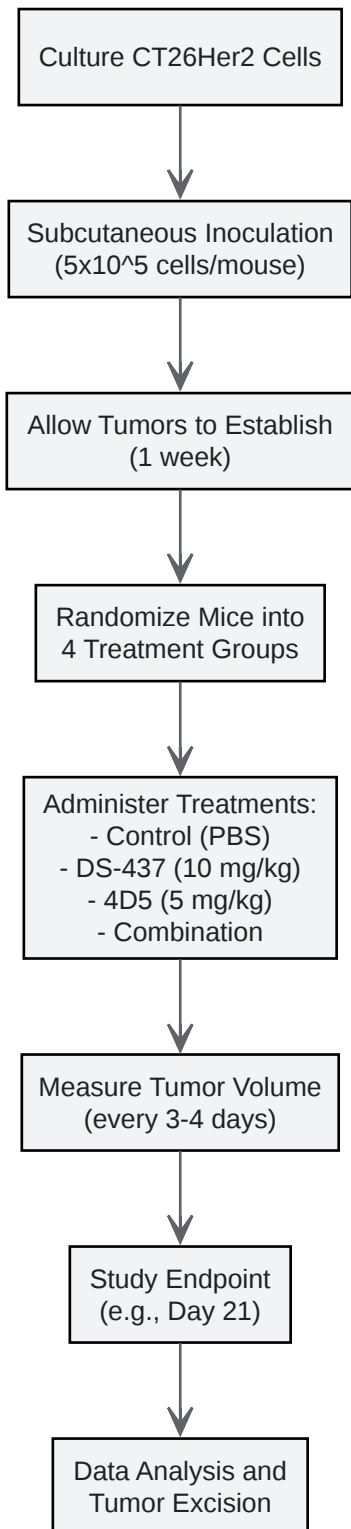 Culture CT26Her2 Cells
Subcutaneous Inoculation
(5x10^5 cells/mouse)
Allow Tumors to Establish
(1 week)
Randomize Mice into
4 Treatment Groups
Administer Treatments:
- Control (PBS)
- DS-437 (10 mg/kg)
- 4D5 (5 mg/kg)
- Combination
Measure Tumor Volume
(every 3-4 days)
Study Endpoint
(e.g., Day 21)
Data Analysis and
Tumor Excision